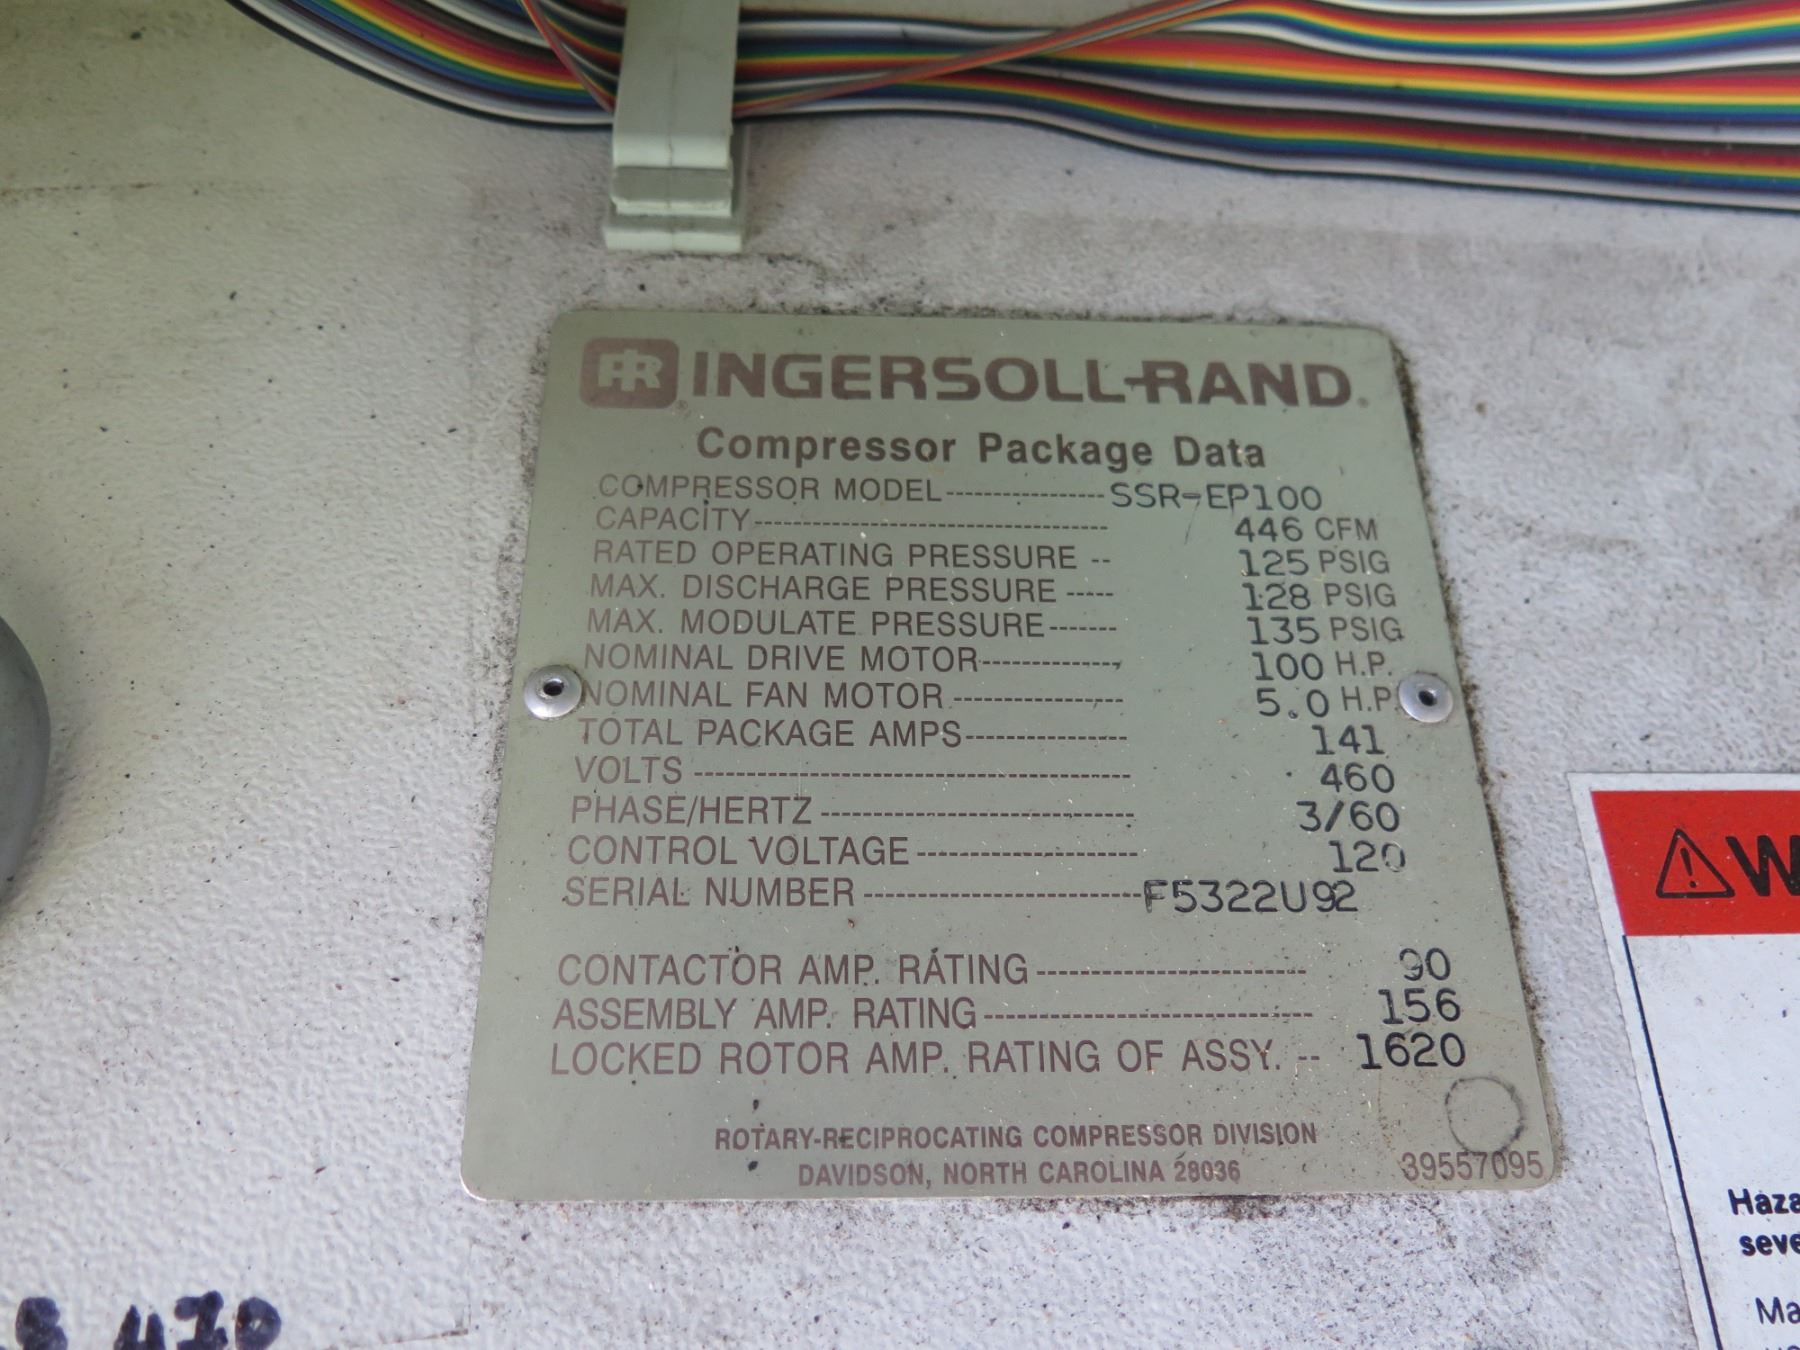 IR INGERSOLL-RAND®
Compressor Package Data
COMPRESSOR MODEL----------------SSR-EP100
CAPACITY------------------------------------ 446 CFM
RATED OPERATING PRESSURE -- 125 PSIG
MAX. DISCHARGE PRESSURE ----- 128 PSIG
MAX. MODULATE PRESSURE------- 135 PSIG
NOMINAL DRIVE MOTOR-------------- 100 H.P.
NOMINAL FAN MOTOR ----------------- 5.0 H.P.
TOTAL PACKAGE AMPS---------------- 141
VOLTS ------------------------------------------ 460
PHASE/HERTZ ------------------------------ 3/60
CONTROL VOLTAGE --------------------- 120
SERIAL NUMBER --------------------------F5322U92
CONTACTOR AMP. RATING ------------------------- 90
ASSEMBLY AMP. RATING ------------------------------ 156
LOCKED ROTOR AMP. RATING OF ASSY. -- 1620
ROTARY-RECIPROCATING COMPRESSOR DIVISION
DAVIDSON, NORTH CAROLINA 28036
39557095
W
Haza
seve
Ma